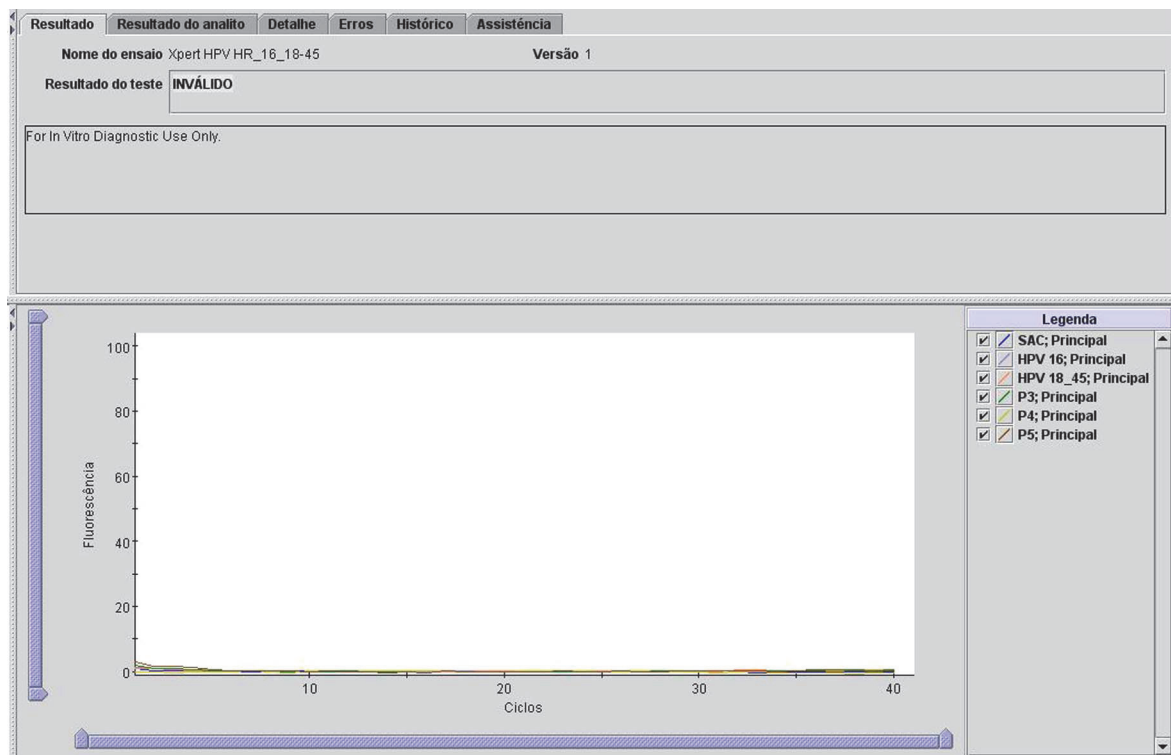 Resultado Resultado do analito Detalhe Erros Histórico Assisténcia
Nome do ensaio Xpert HPV HR_16_18-45 Versão 1
Resultado do teste INVÁLIDO
For In Vitro Diagnostic Use Only.
Legenda
SAC; Principal
HPV 16; Principal
HPV 18_45; Principal
P3; Principal
P4; Principal
P5; Principal
Fluorescência
100
80
60
40
20
0
10 20 30 40
Ciclos